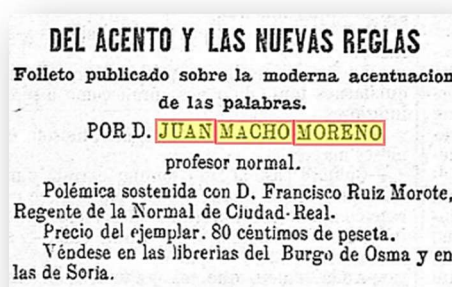 DEL ACENTO Y LAS NUEVAS REGLAS
Folleto publicado sobre la moderna acentuacion
de las palabras.
POR D. JUAN MACHO MORENO
profesor normal.
Polémica sostenida con D. Francisco Ruiz Morote,
Regente de la Normal de Ciudad-Real.
Precio del ejemplar. 80 céntimos de peseta.
Véndese en las librerias del Burgo de Osma y en
las de Soria.